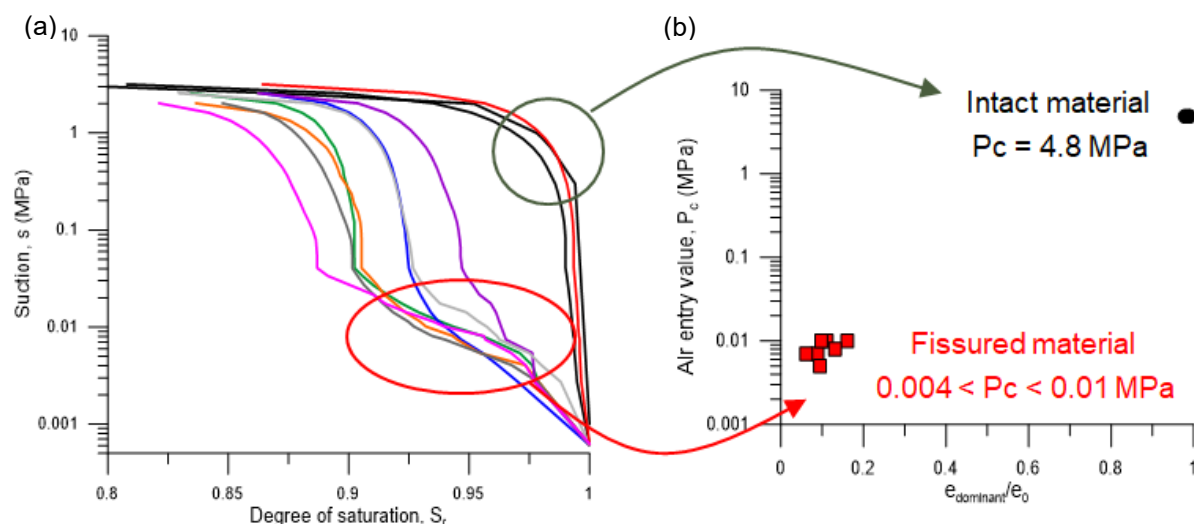 (a)
10
1
0.1
0.01
0.001
Suction, s (MPa)
0.8
0.85
0.9
0.95
1
Degree of saturation, Sr
(b)
10
1
0.1
0.01
0.001
Air entry value, Pc (MPa)
Intact material
Pc = 4.8 MPa
Fissured material
0.004 < Pc < 0.01 MPa
0
0.2
0.4
0.6
0.8
1
edominant/e0